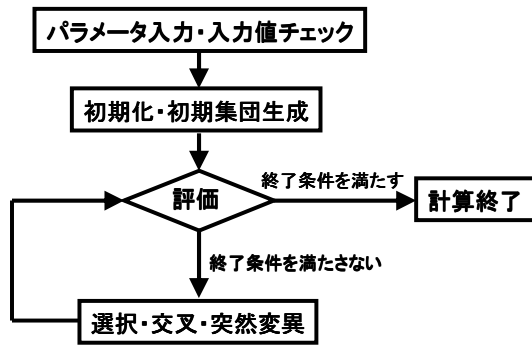 パラメータ入力・入力値チェック
初期化・初期集団生成
評価
終了条件を満たす
計算終了
終了条件を満たさない
選択・交叉・突然変異